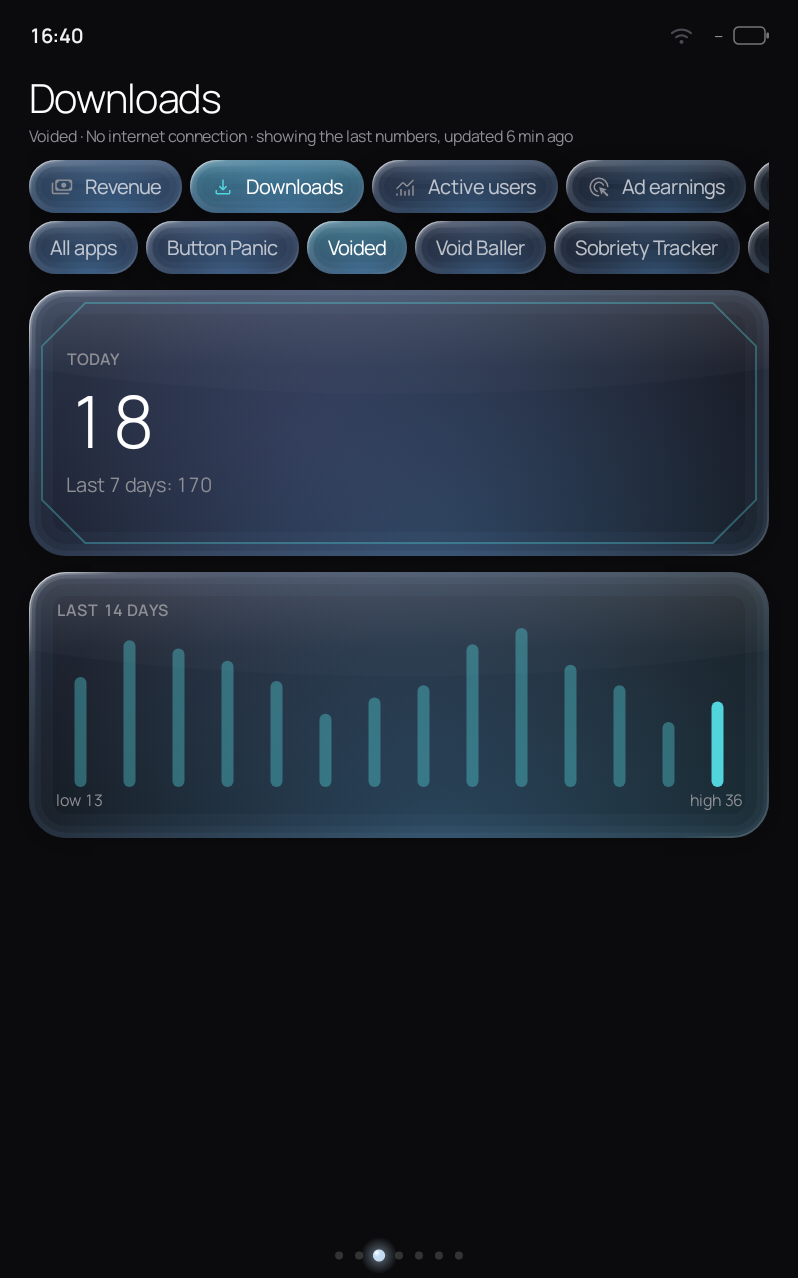 16:40
–
Downloads
Voided · No internet connection · showing the last numbers, updated 6 min ago
Revenue Downloads Active users Ad earnings
All apps Button Panic Voided Void Baller Sobriety Tracker
TODAY
18
Last 7 days: 170
LAST 14 DAYS
low 13 high 36